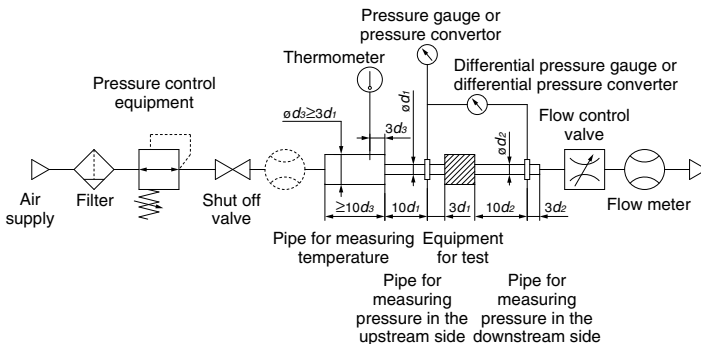 Pressure gauge or
pressure convertor
Thermometer
Differential pressure gauge or
differential pressure converter
Pressure control
equipment
ød₃≥3d₁
3d₃
ød₁
ød₂
Flow control
valve
Air
supply
Filter
Shut off
valve
≥10d₃
10d₁
3d₁
10d₂
3d₂
Flow meter
Pipe for measuring
temperature
Equipment
for test
Pipe for
measuring
pressure in the
upstream side
Pipe for
measuring
pressure in the
downstream side